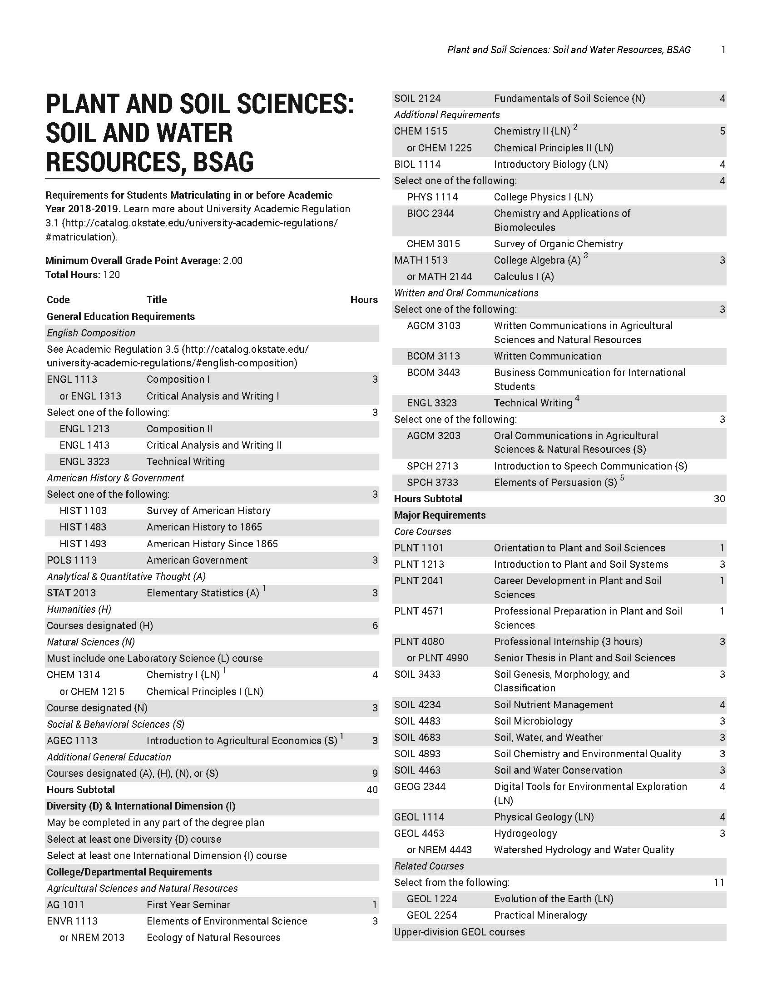 Plant and Soil Sciences: Soil and Water Resources, BSAG 1
PLANT AND SOIL SCIENCES:
SOIL AND WATER
RESOURCES, BSAG
Requirements for Students Matriculating in or before Academic
Year 2018-2019. Learn more about University Academic Regulation
3.1 (http://catalog.okstate.edu/university-academic-regulations/
#matriculation).
Minimum Overall Grade Point Average: 2.00
Total Hours: 120
Code Title Hours
General Education Requirements
English Composition
See Academic Regulation 3.5 (http://catalog.okstate.edu/
university-academic-regulations/#english-composition)
ENGL 1113 Composition I 3
or ENGL 1313 Critical Analysis and Writing I
Select one of the following: 3
ENGL 1213 Composition II
ENGL 1413 Critical Analysis and Writing II
ENGL 3323 Technical Writing
American History & Government
Select one of the following: 3
HIST 1103 Survey of American History
HIST 1483 American History to 1865
HIST 1493 American History Since 1865
POLS 1113 American Government 3
Analytical & Quantitative Thought (A)
STAT 2013 Elementary Statistics (A) 1 3
Humanities (H)
Courses designated (H) 6
Natural Sciences (N)
Must include one Laboratory Science (L) course
CHEM 1314 Chemistry I (LN) 1 4
or CHEM 1215 Chemical Principles I (LN)
Course designated (N) 3
Social & Behavioral Sciences (S)
AGEC 1113 Introduction to Agricultural Economics (S) 1 3
Additional General Education
Courses designated (A), (H), (N), or (S) 9
Hours Subtotal 40
Diversity (D) & International Dimension (I)
May be completed in any part of the degree plan
Select at least one Diversity (D) course
Select at least one International Dimension (I) course
College/Departmental Requirements
Agricultural Sciences and Natural Resources
AG 1011 First Year Seminar 1
ENVR 1113 Elements of Environmental Science 3
or NREM 2013 Ecology of Natural Resources
SOIL 2124 Fundamentals of Soil Science (N) 4
Additional Requirements
CHEM 1515 Chemistry II (LN) 2 5
or CHEM 1225 Chemical Principles II (LN)
BIOL 1114 Introductory Biology (LN) 4
Select one of the following: 4
PHYS 1114 College Physics I (LN)
BIOC 2344 Chemistry and Applications of
Biomolecules
CHEM 3015 Survey of Organic Chemistry
MATH 1513 College Algebra (A) 3 3
or MATH 2144 Calculus I (A)
Written and Oral Communications
Select one of the following: 3
AGCM 3103 Written Communications in Agricultural
Sciences and Natural Resources
BCOM 3113 Written Communication
BCOM 3443 Business Communication for International
Students
ENGL 3323 Technical Writing 4
Select one of the following: 3
AGCM 3203 Oral Communications in Agricultural
Sciences & Natural Resources (S)
SPCH 2713 Introduction to Speech Communication (S)
SPCH 3733 Elements of Persuasion (S) 5
Hours Subtotal 30
Major Requirements
Core Courses
PLNT 1101 Orientation to Plant and Soil Sciences 1
PLNT 1213 Introduction to Plant and Soil Systems 3
PLNT 2041 Career Development in Plant and Soil 1
Sciences
PLNT 4571 Professional Preparation in Plant and Soil 1
Sciences
PLNT 4080 Professional Internship (3 hours) 3
or PLNT 4990 Senior Thesis in Plant and Soil Sciences
SOIL 3433 Soil Genesis, Morphology, and 3
Classification
SOIL 4234 Soil Nutrient Management 4
SOIL 4483 Soil Microbiology 3
SOIL 4683 Soil, Water, and Weather 3
SOIL 4893 Soil Chemistry and Environmental Quality 3
SOIL 4463 Soil and Water Conservation 3
GEOG 2344 Digital Tools for Environmental Exploration 4
(LN)
GEOL 1114 Physical Geology (LN) 4
GEOL 4453 Hydrogeology 3
or NREM 4443 Watershed Hydrology and Water Quality
Related Courses
Select from the following: 11
GEOL 1224 Evolution of the Earth (LN)
GEOL 2254 Practical Mineralogy
Upper-division GEOL courses